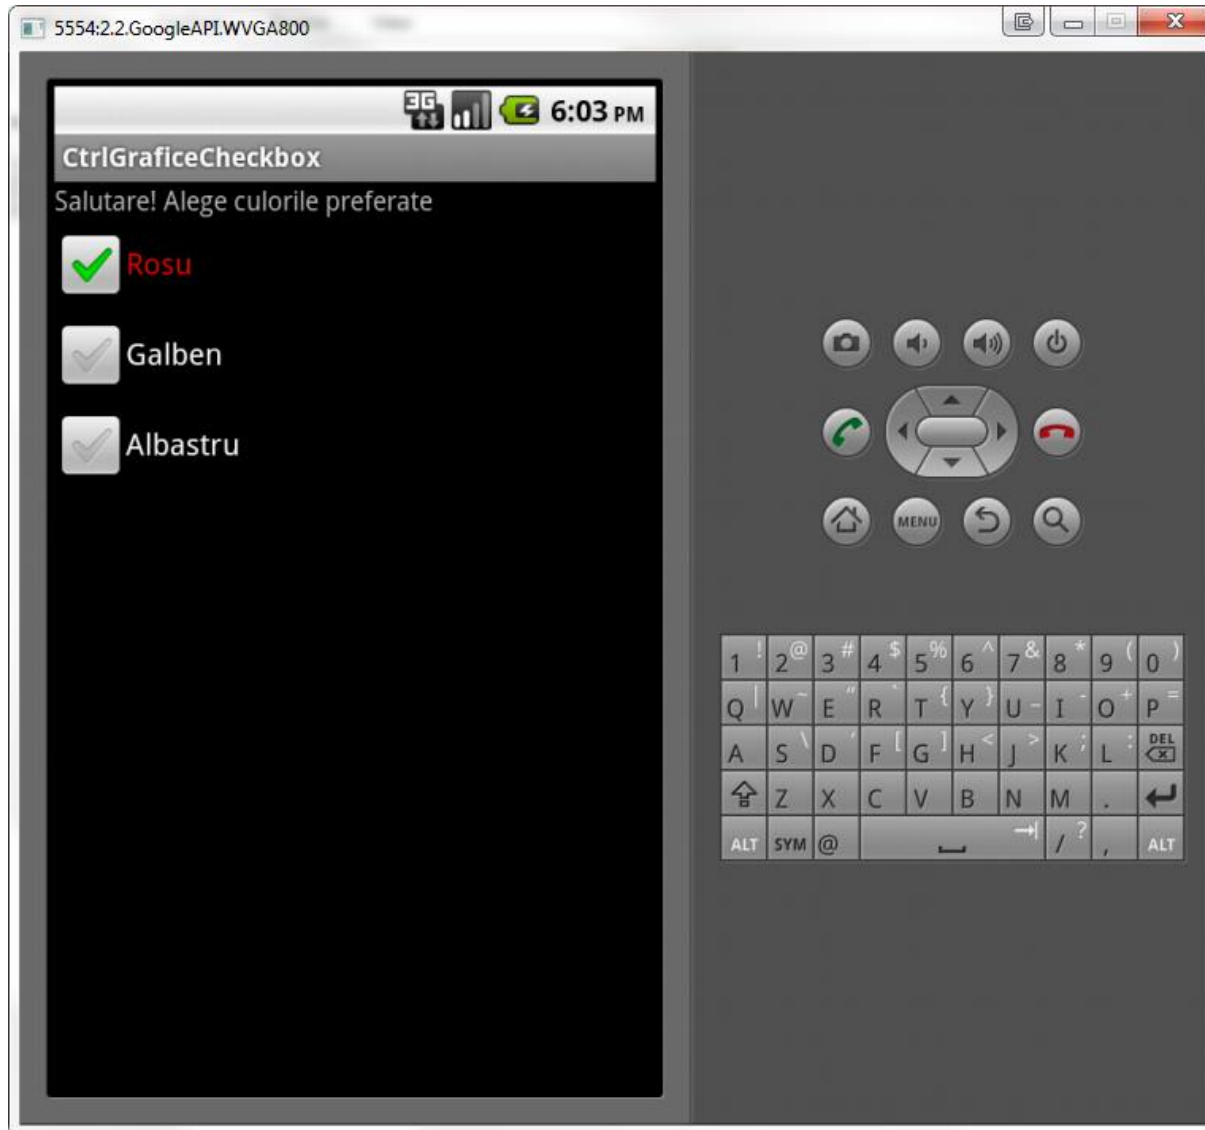 5554:2.2.GoogleAPI.WVGA800
3G 6:03 PM
CtrlGraficeCheckbox
Salutare! Alege culorile preferate
Rosu
Galben
Albastru
MENU
1 ! 2 @ 3 # 4 $ 5 % 6 ^ 7 & 8 * 9 ( 0 )
Q | W ~ E " R ` T { Y } U _ I - O + P =
A S \ D ' F [ G ] H < J > K ; L : DEL
Z X C V B N M .
ALT SYM @ / ? , ALT